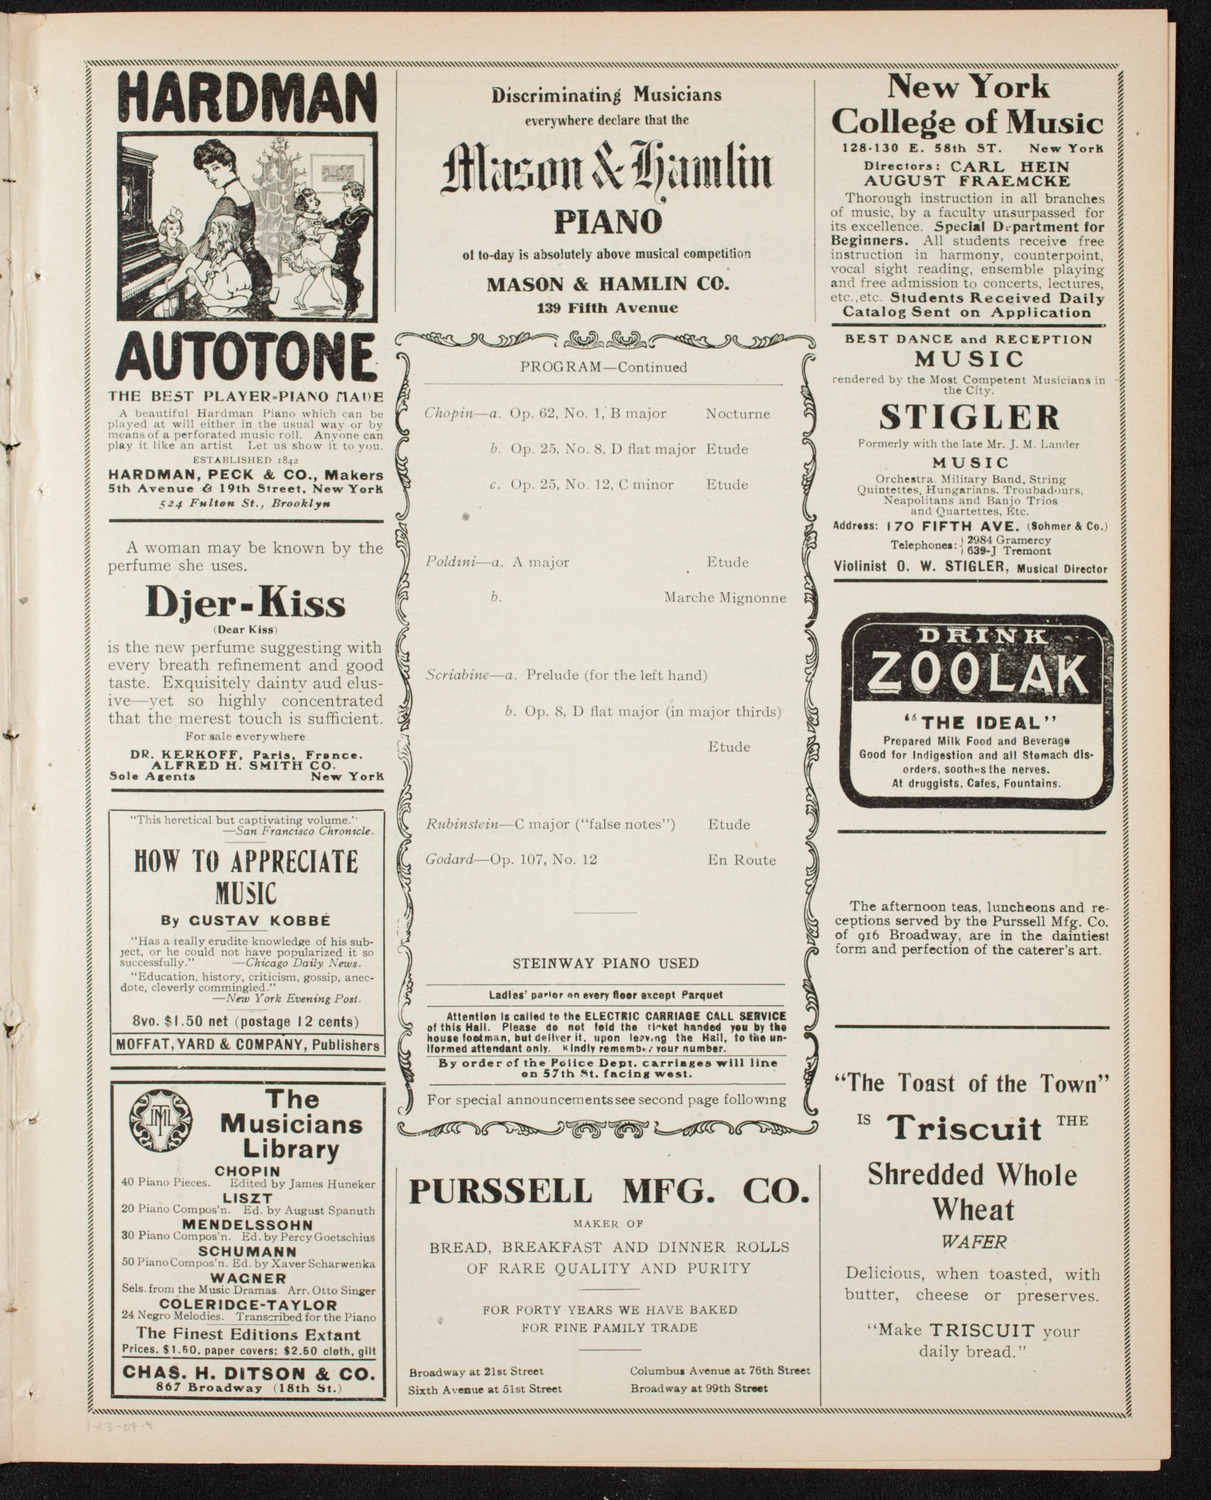 HARDMAN
AUTOTONE
THE BEST PLAYER-PIANO MADE
A beautiful Hardman Piano which can be
played at will either in the usual way or by
means of a perforated music roll. Anyone can
play it like an artist Let us show it to you.
ESTABLISHED 1842
HARDMAN, PECK & CO., Makers
5th Avenue & 19th Street, New York
524 Fulton St., Brooklyn
A woman may be known by the
perfume she uses.
Djer-Kiss
(Dear Kiss)
is the new perfume suggesting with
every breath refinement and good
taste. Exquisitely dainty aud elus-
ive—yet so highly concentrated
that the merest touch is sufficient.
For sale everywhere
DR. KERKOFF, Paris, France.
ALFRED H. SMITH CO.
Sole Agents New York
"This heretical but captivating volume."
—San Francisco Chronicle.
HOW TO APPRECIATE
MUSIC
By GUSTAV KOBBÉ
"Has a really erudite knowledge of his sub-
ject, or he could not have popularized it so
successfully." —Chicago Daily News.
"Education, history, criticism, gossip, anec-
dote, cleverly commingled."
—New York Evening Post.
8vo. $1.50 net (postage 12 cents)
MOFFAT, YARD & COMPANY, Publishers
The
Musicians
Library
CHOPIN
40 Piano Pieces. Edited by James Huneker
LISZT
20 Piano Compos'n. Ed. by August Spanuth
MENDELSSOHN
30 Piano Compos'n. Ed. by Percy Goetschius
SCHUMANN
50 Piano Compos'n. Ed. by Xaver Scharwenka
WAGNER
Sels. from the Music Dramas. Arr. Otto Singer
COLERIDGE-TAYLOR
24 Negro Melodies. Transcribed for the Piano
The Finest Editions Extant
Prices, $1.50, paper covers; $2.50 cloth, gilt
CHAS. H. DITSON & CO.
867 Broadway (18th St.)
Discriminating Musicians
everywhere declare that the
Mason & Hamlin
PIANO
of to-day is absolutely above musical competition
MASON & HAMLIN CO.
139 Fifth Avenue
PROGRAM—Continued
Chopin—a. Op. 62, No. 1, B major Nocturne
b. Op. 25, No. 8, D flat major Etude
c. Op. 25, No. 12, C minor Etude
Poldini—a. A major Etude
b. Marche Mignonne
Scriabine—a. Prelude (for the left hand)
b. Op. 8, D flat major (in major thirds)
Etude
Rubinstein—C major ("false notes") Etude
Godard—Op. 107, No. 12 En Route
STEINWAY PIANO USED
Ladies' parlor on every floor except Parquet
Attention is called to the ELECTRIC CARRIAGE CALL SERVICE
of this Hall. Please do not fold the ticket handed you by the
house footman, but deliver it, upon leaving the Hall, to the un-
iformed attendant only. Kindly remember your number.
By order of the Police Dept. carriages will line
on 57th St. facing west.
For special announcements see second page following
PURSSELL MFG. CO.
MAKER OF
BREAD, BREAKFAST AND DINNER ROLLS
OF RARE QUALITY AND PURITY
FOR FORTY YEARS WE HAVE BAKED
FOR FINE FAMILY TRADE
Broadway at 21st Street Columbus Avenue at 76th Street
Sixth Avenue at 51st Street Broadway at 99th Street
New York
College of Music
128-130 E. 58th ST. New York
Directors: CARL HEIN
AUGUST FRAEMCKE
Thorough instruction in all branches
of music, by a faculty unsurpassed for
its excellence. Special Department for
Beginners. All students receive free
instruction in harmony, counterpoint,
vocal sight reading, ensemble playing
and free admission to concerts, lectures,
etc., etc. Students Received Daily
Catalog Sent on Application
BEST DANCE and RECEPTION
MUSIC
rendered by the Most Competent Musicians in
the City.
STIGLER
Formerly with the late Mr. J. M. Lander
MUSIC
Orchestra. Military Band, String
Quintettes, Hungarians, Troubadours,
Neapolitans and Banjo Trios
and Quartettes, Etc.
Address: 170 FIFTH AVE. (Sohmer & Co.)
Telephones: 2984 Gramercy
639-J Tremont
Violinist O. W. STIGLER, Musical Director
DRINK
ZOOLAK
"THE IDEAL"
Prepared Milk Food and Beverage
Good for Indigestion and all Stomach dis-
orders, soothes the nerves.
At druggists, Cafes, Fountains.
The afternoon teas, luncheons and re-
ceptions served by the Purssell Mfg. Co.
of 916 Broadway, are in the daintiest
form and perfection of the caterer's art.
"The Toast of the Town"
IS Triscuit THE
Shredded Whole
Wheat
WAFER
Delicious, when toasted, with
butter, cheese or preserves.
"Make TRISCUIT your
daily bread."